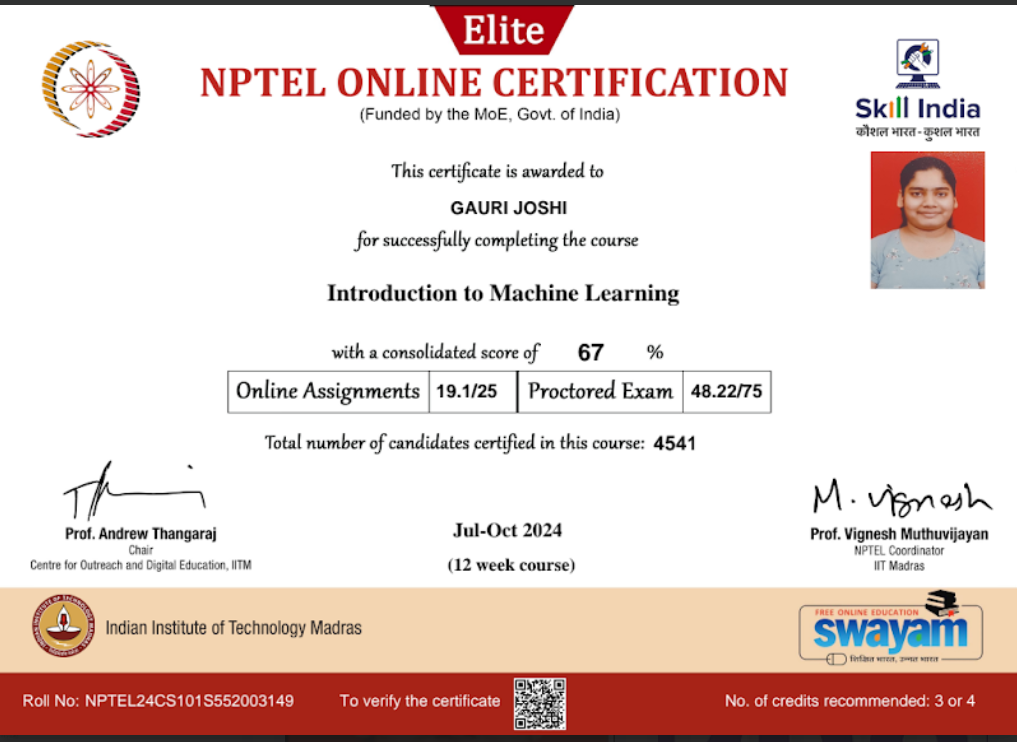 Elite
NPTEL ONLINE CERTIFICATION
(Funded by the MoE, Govt. of India)
Skill India
कौशल भारत - कुशल भारत
This certificate is awarded to
GAURI JOSHI
for successfully completing the course
Introduction to Machine Learning
with a consolidated score of 67 %
Online Assignments 19.1/25 Proctored Exam 48.22/75
Total number of candidates certified in this course: 4541
M. Vignesh
Prof. Andrew Thangaraj
Chair
Centre for Outreach and Digital Education, IITM
Jul-Oct 2024
(12 week course)
Prof. Vignesh Muthuvijayan
NPTEL Coordinator
IIT Madras
INDIAN INSTITUTE OF TECHNOLOGY MADRAS
Indian Institute of Technology Madras
FREE ONLINE EDUCATION
swayam
शिक्षित भारत, उन्नत भारत
Roll No: NPTEL24CS101S552003149
To verify the certificate
No. of credits recommended: 3 or 4